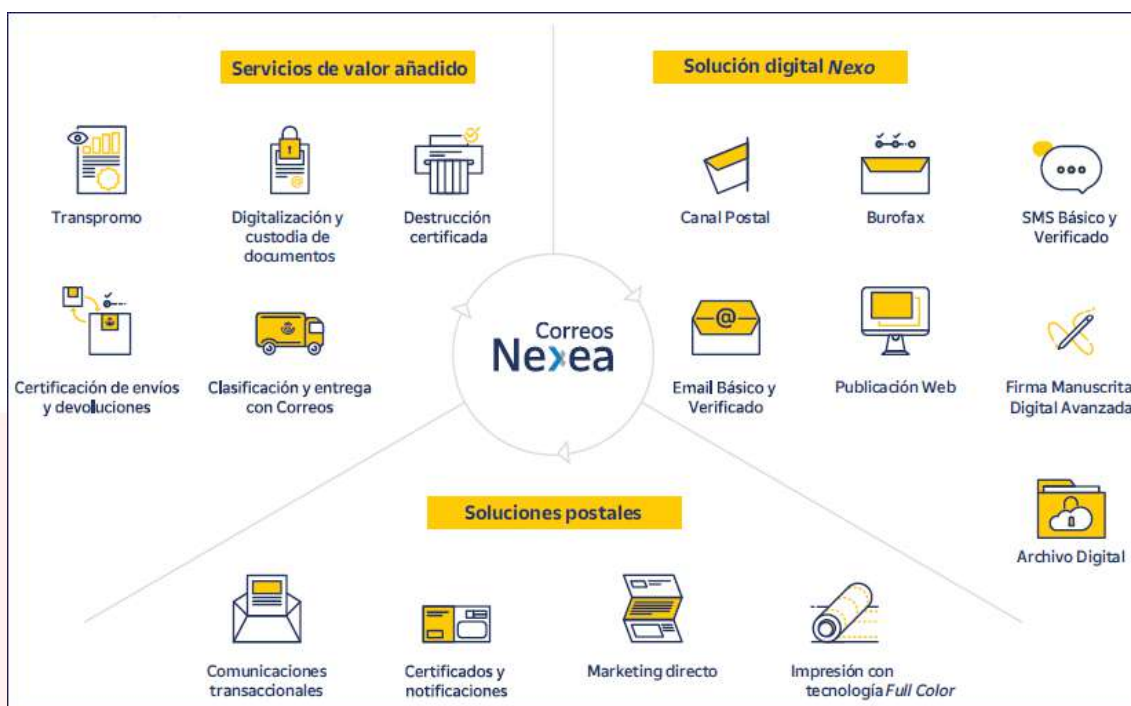 Servicios de valor añadido
Transpromo
Digitalización y
custodia de
documentos
Destrucción
certificada
Certificación de envíos
y devoluciones
Clasificación y entrega
con Correos
Solución digital Nexo
Canal Postal
Burofax
SMS Básico y
Verificado
@
Email Básico y
Verificado
Publicación Web
Firma Manuscrita
Digital Avanzada
Archivo Digital
Correos
Nexea
Soluciones postales
Comunicaciones
transaccionales
Certificados y
notificaciones
Marketing directo
Impresión con
tecnología Full Color